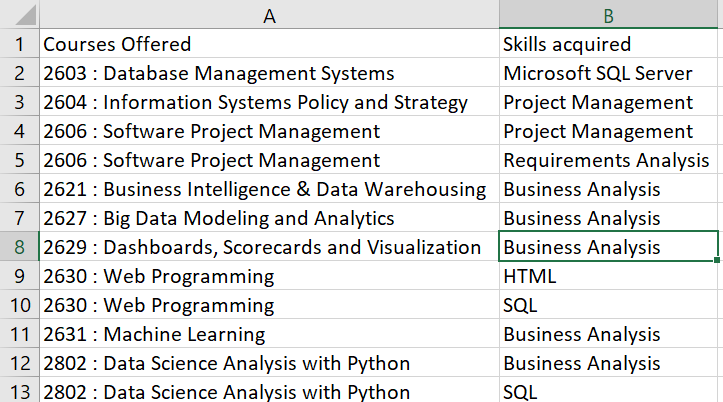 A B
1 Courses Offered Skills acquired
2 2603 : Database Management Systems Microsoft SQL Server
3 2604 : Information Systems Policy and Strategy Project Management
4 2606 : Software Project Management Project Management
5 2606 : Software Project Management Requirements Analysis
6 2621 : Business Intelligence & Data Warehousing Business Analysis
7 2627 : Big Data Modeling and Analytics Business Analysis
8 2629 : Dashboards, Scorecards and Visualization Business Analysis
9 2630 : Web Programming HTML
10 2630 : Web Programming SQL
11 2631 : Machine Learning Business Analysis
12 2802 : Data Science Analysis with Python Business Analysis
13 2802 : Data Science Analysis with Python SQL